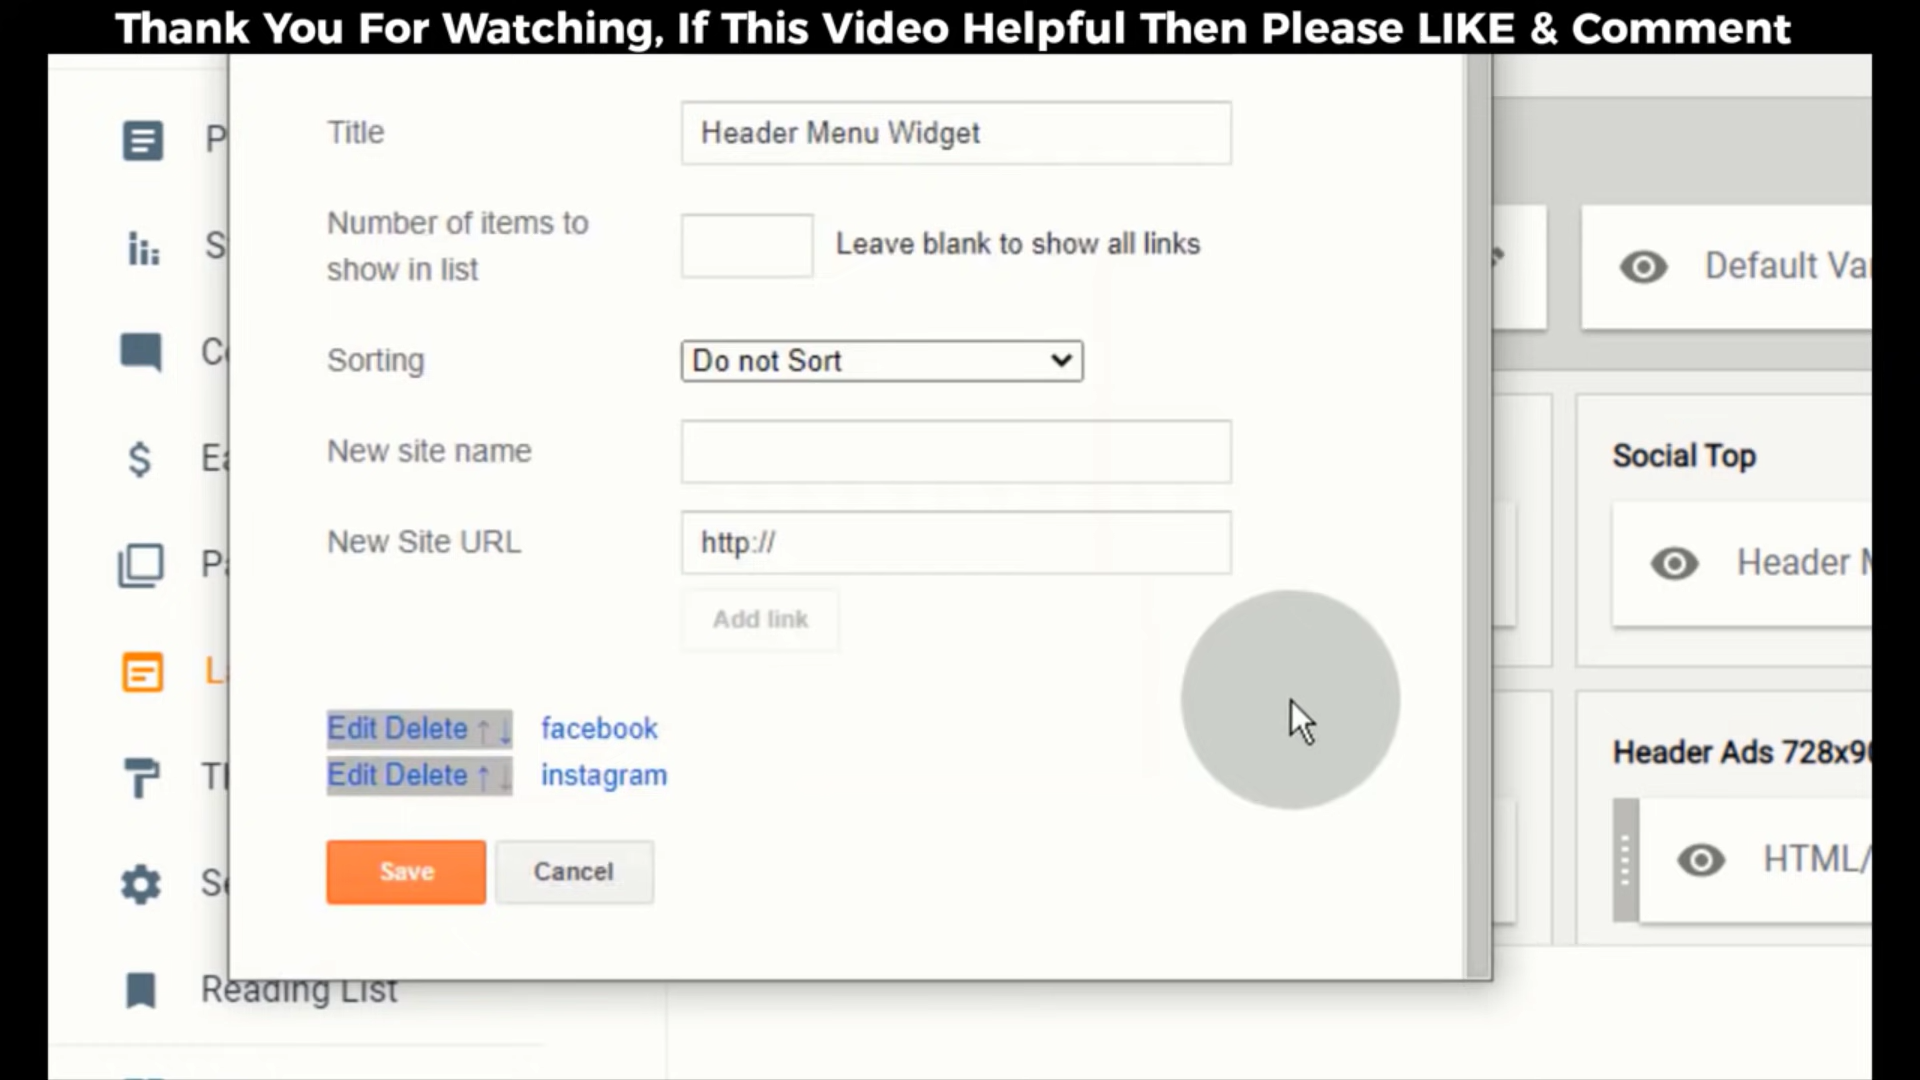 Thank You For Watching, If This Video Helpful Then Please LIKE & Comment
Title
Header Menu Widget
Number of items to
show in list
Leave blank to show all links
Sorting
Do not Sort
New site name
New Site URL
http://
Add link
Edit Delete ↑ ↓ facebook
Edit Delete ↑ ↓ instagram
Save
Cancel
Reading List
Default Va
Social Top
Header M
Header Ads 728x90
HTML/